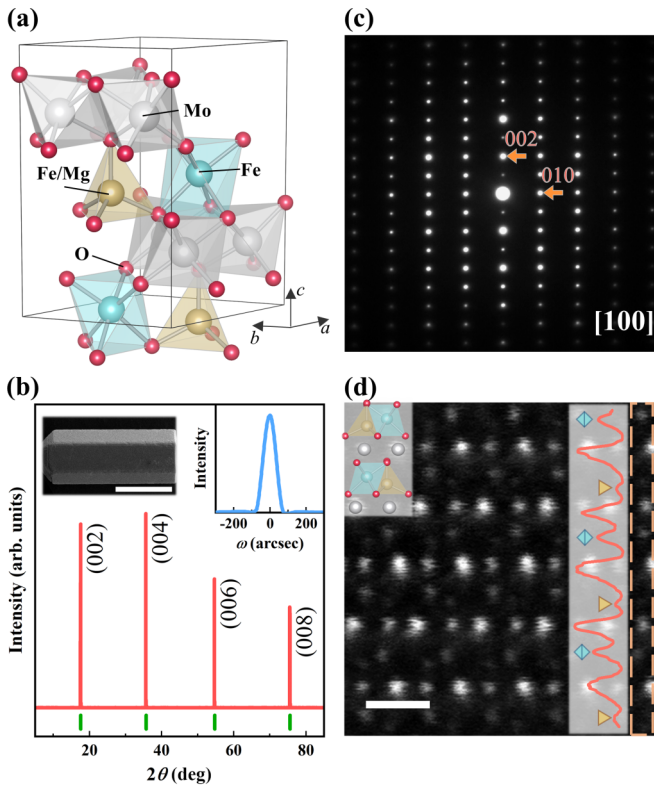 (a)
Mo
Fe/Mg
Fe
O
c
b
a
(b)
Intensity (arb. units)
(002)
(004)
(006)
(008)
Intensity
-300
0
200
ω (arcsec)
20
40
60
80
2θ (deg)
(c)
002
010
[100]
(d)